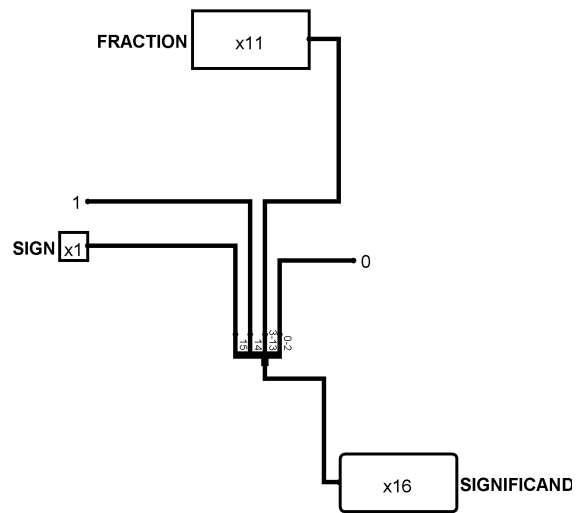 FRACTION x11
1
SIGN x1
0
15 14 3-13 0-2
x16 SIGNIFICAND